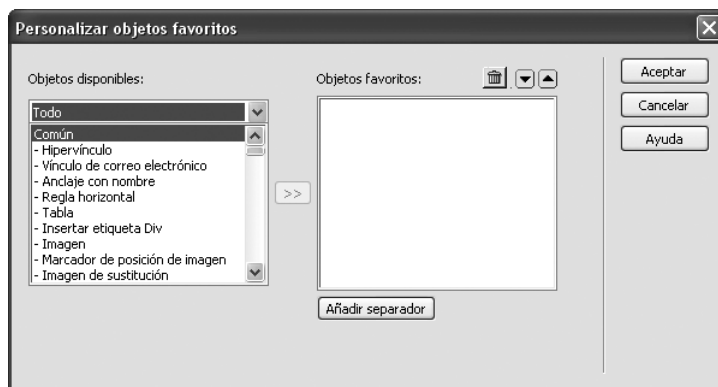 Personalizar objetos favoritos
Objetos disponibles:
Todo
Común
- Hipervínculo
- Vínculo de correo electrónico
- Anclaje con nombre
- Regla horizontal
- Tabla
- Insertar etiqueta Div
- Imagen
- Marcador de posición de imagen
- Imagen de sustitución
>>
Objetos favoritos:
Añadir separador
Aceptar
Cancelar
Ayuda